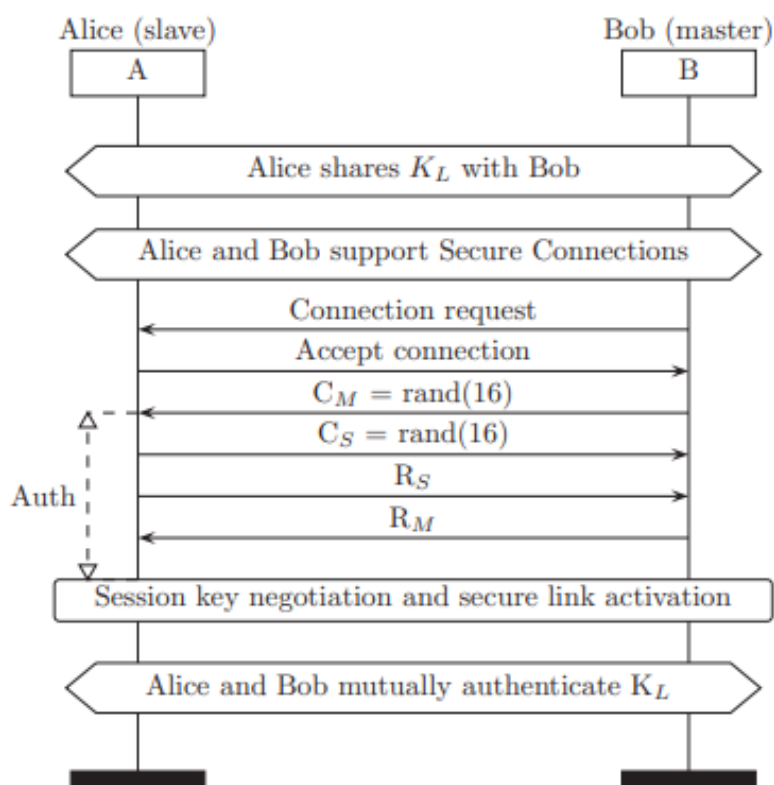 Alice (slave) Bob (master)
A B
Alice shares K_L with Bob
Alice and Bob support Secure Connections
Connection request
Accept connection
C_M = rand(16)
C_S = rand(16)
Auth
R_S
R_M
Session key negotiation and secure link activation
Alice and Bob mutually authenticate K_L